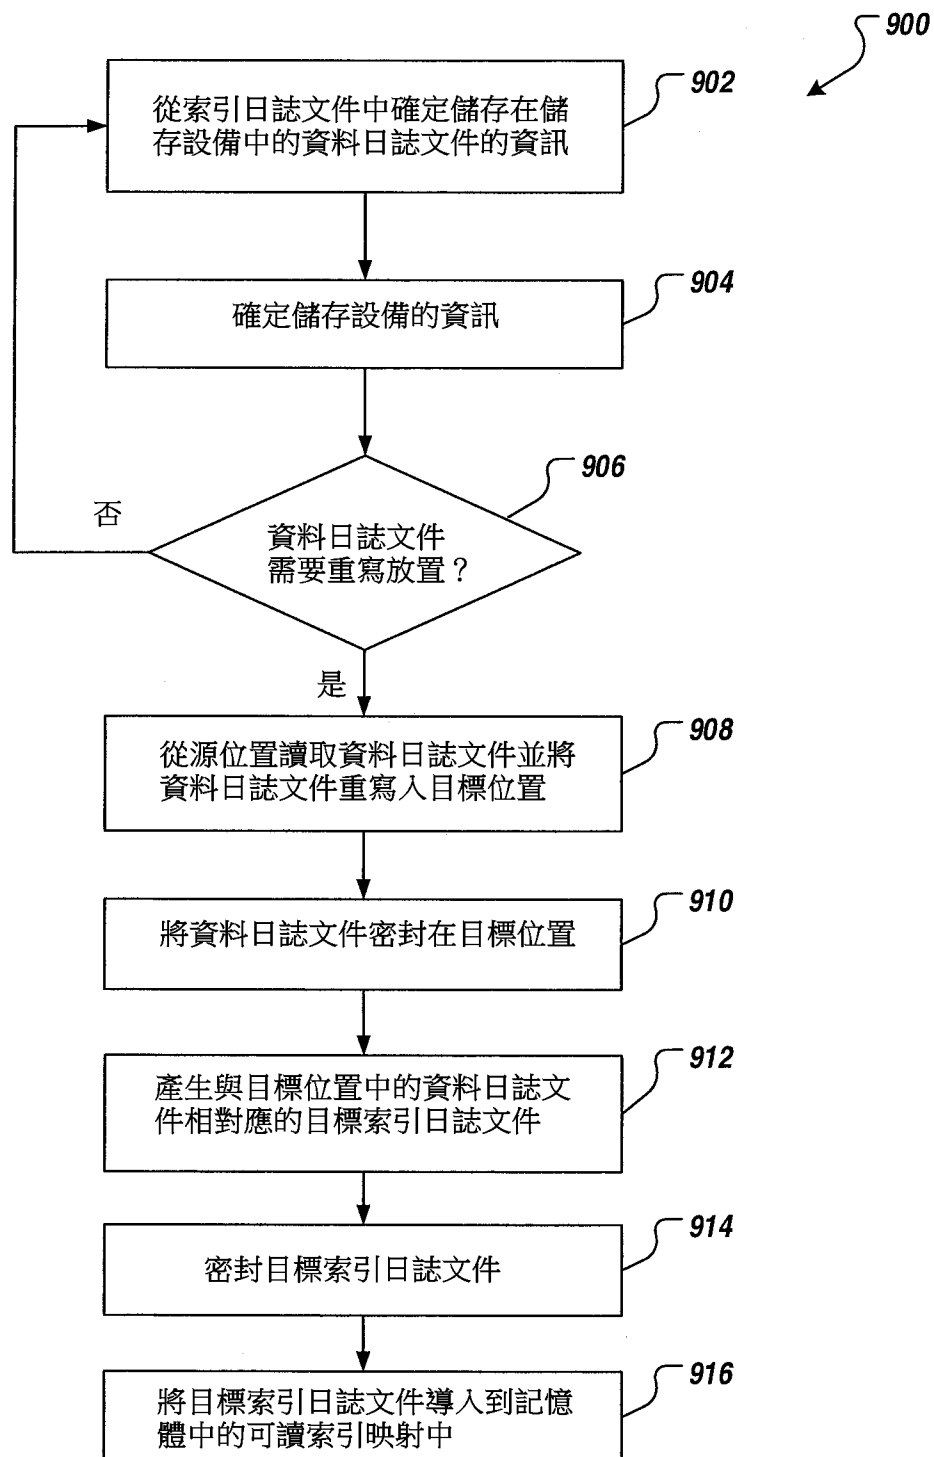 900
902
從索引日誌文件中確定儲存在儲
存設備中的資料日誌文件的資訊
904
確定儲存設備的資訊
906
否
資料日誌文件
需要重寫放置？
是
908
從源位置讀取資料日誌文件並將
資料日誌文件重寫入目標位置
910
將資料日誌文件密封在目標位置
912
產生與目標位置中的資料日誌文
件相對應的目標索引日誌文件
914
密封目標索引日誌文件
916
將目標索引日誌文件導入到記憶
體中的可讀索引映射中